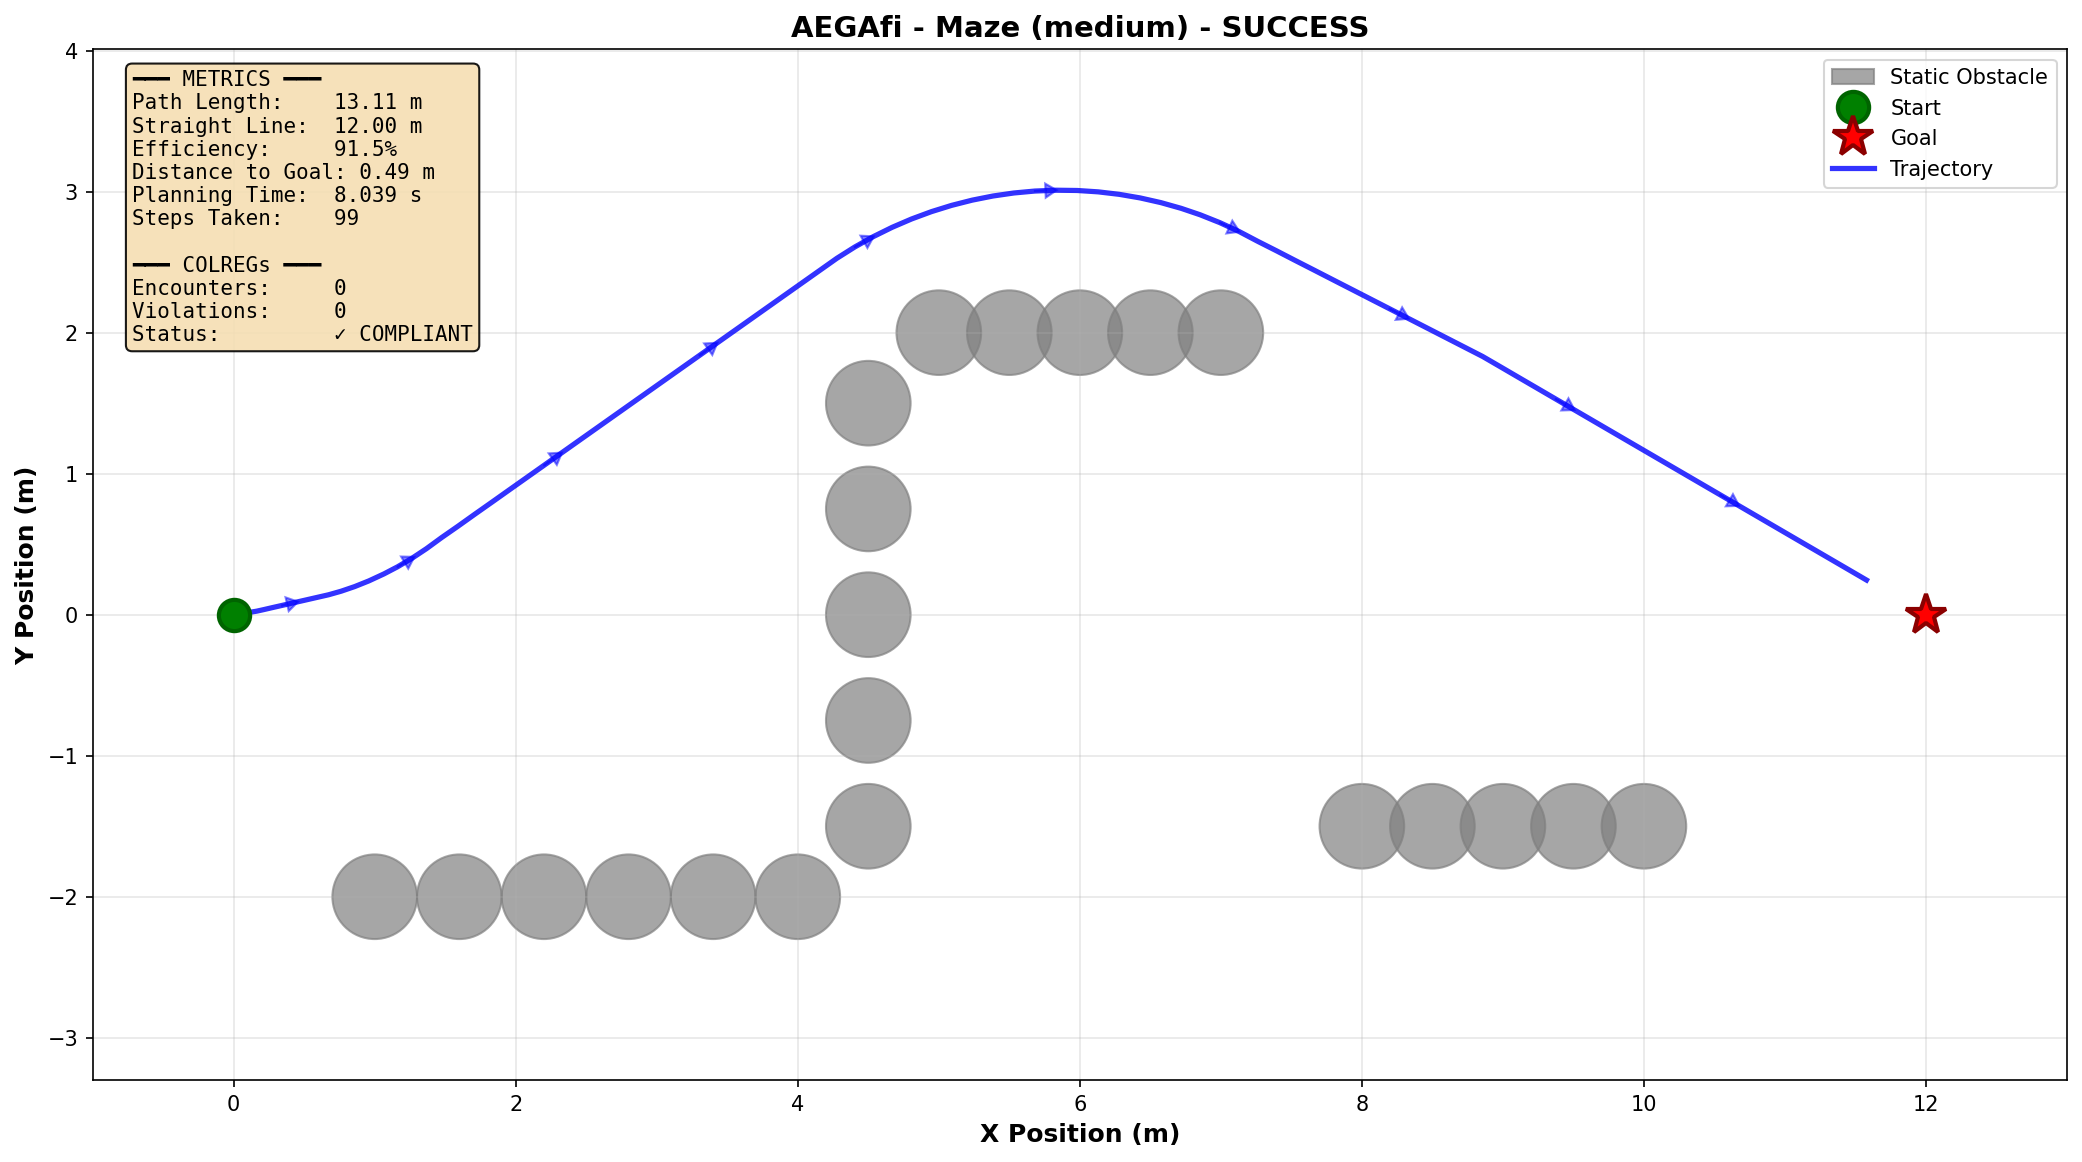 AEGAfi - Maze (medium) - SUCCESS
━━━ METRICS ━━━
Path Length:    13.11 m
Straight Line:  12.00 m
Efficiency:     91.5%
Distance to Goal: 0.49 m
Planning Time:  8.039 s
Steps Taken:    99
━━━ COLREGs ━━━
Encounters:     0
Violations:     0
Status:         ✓ COMPLIANT
Static Obstacle
Start
Goal
Trajectory
4
3
2
1
0
−1
−2
−3
Y Position (m)
0 2 4 6 8 10 12
X Position (m)